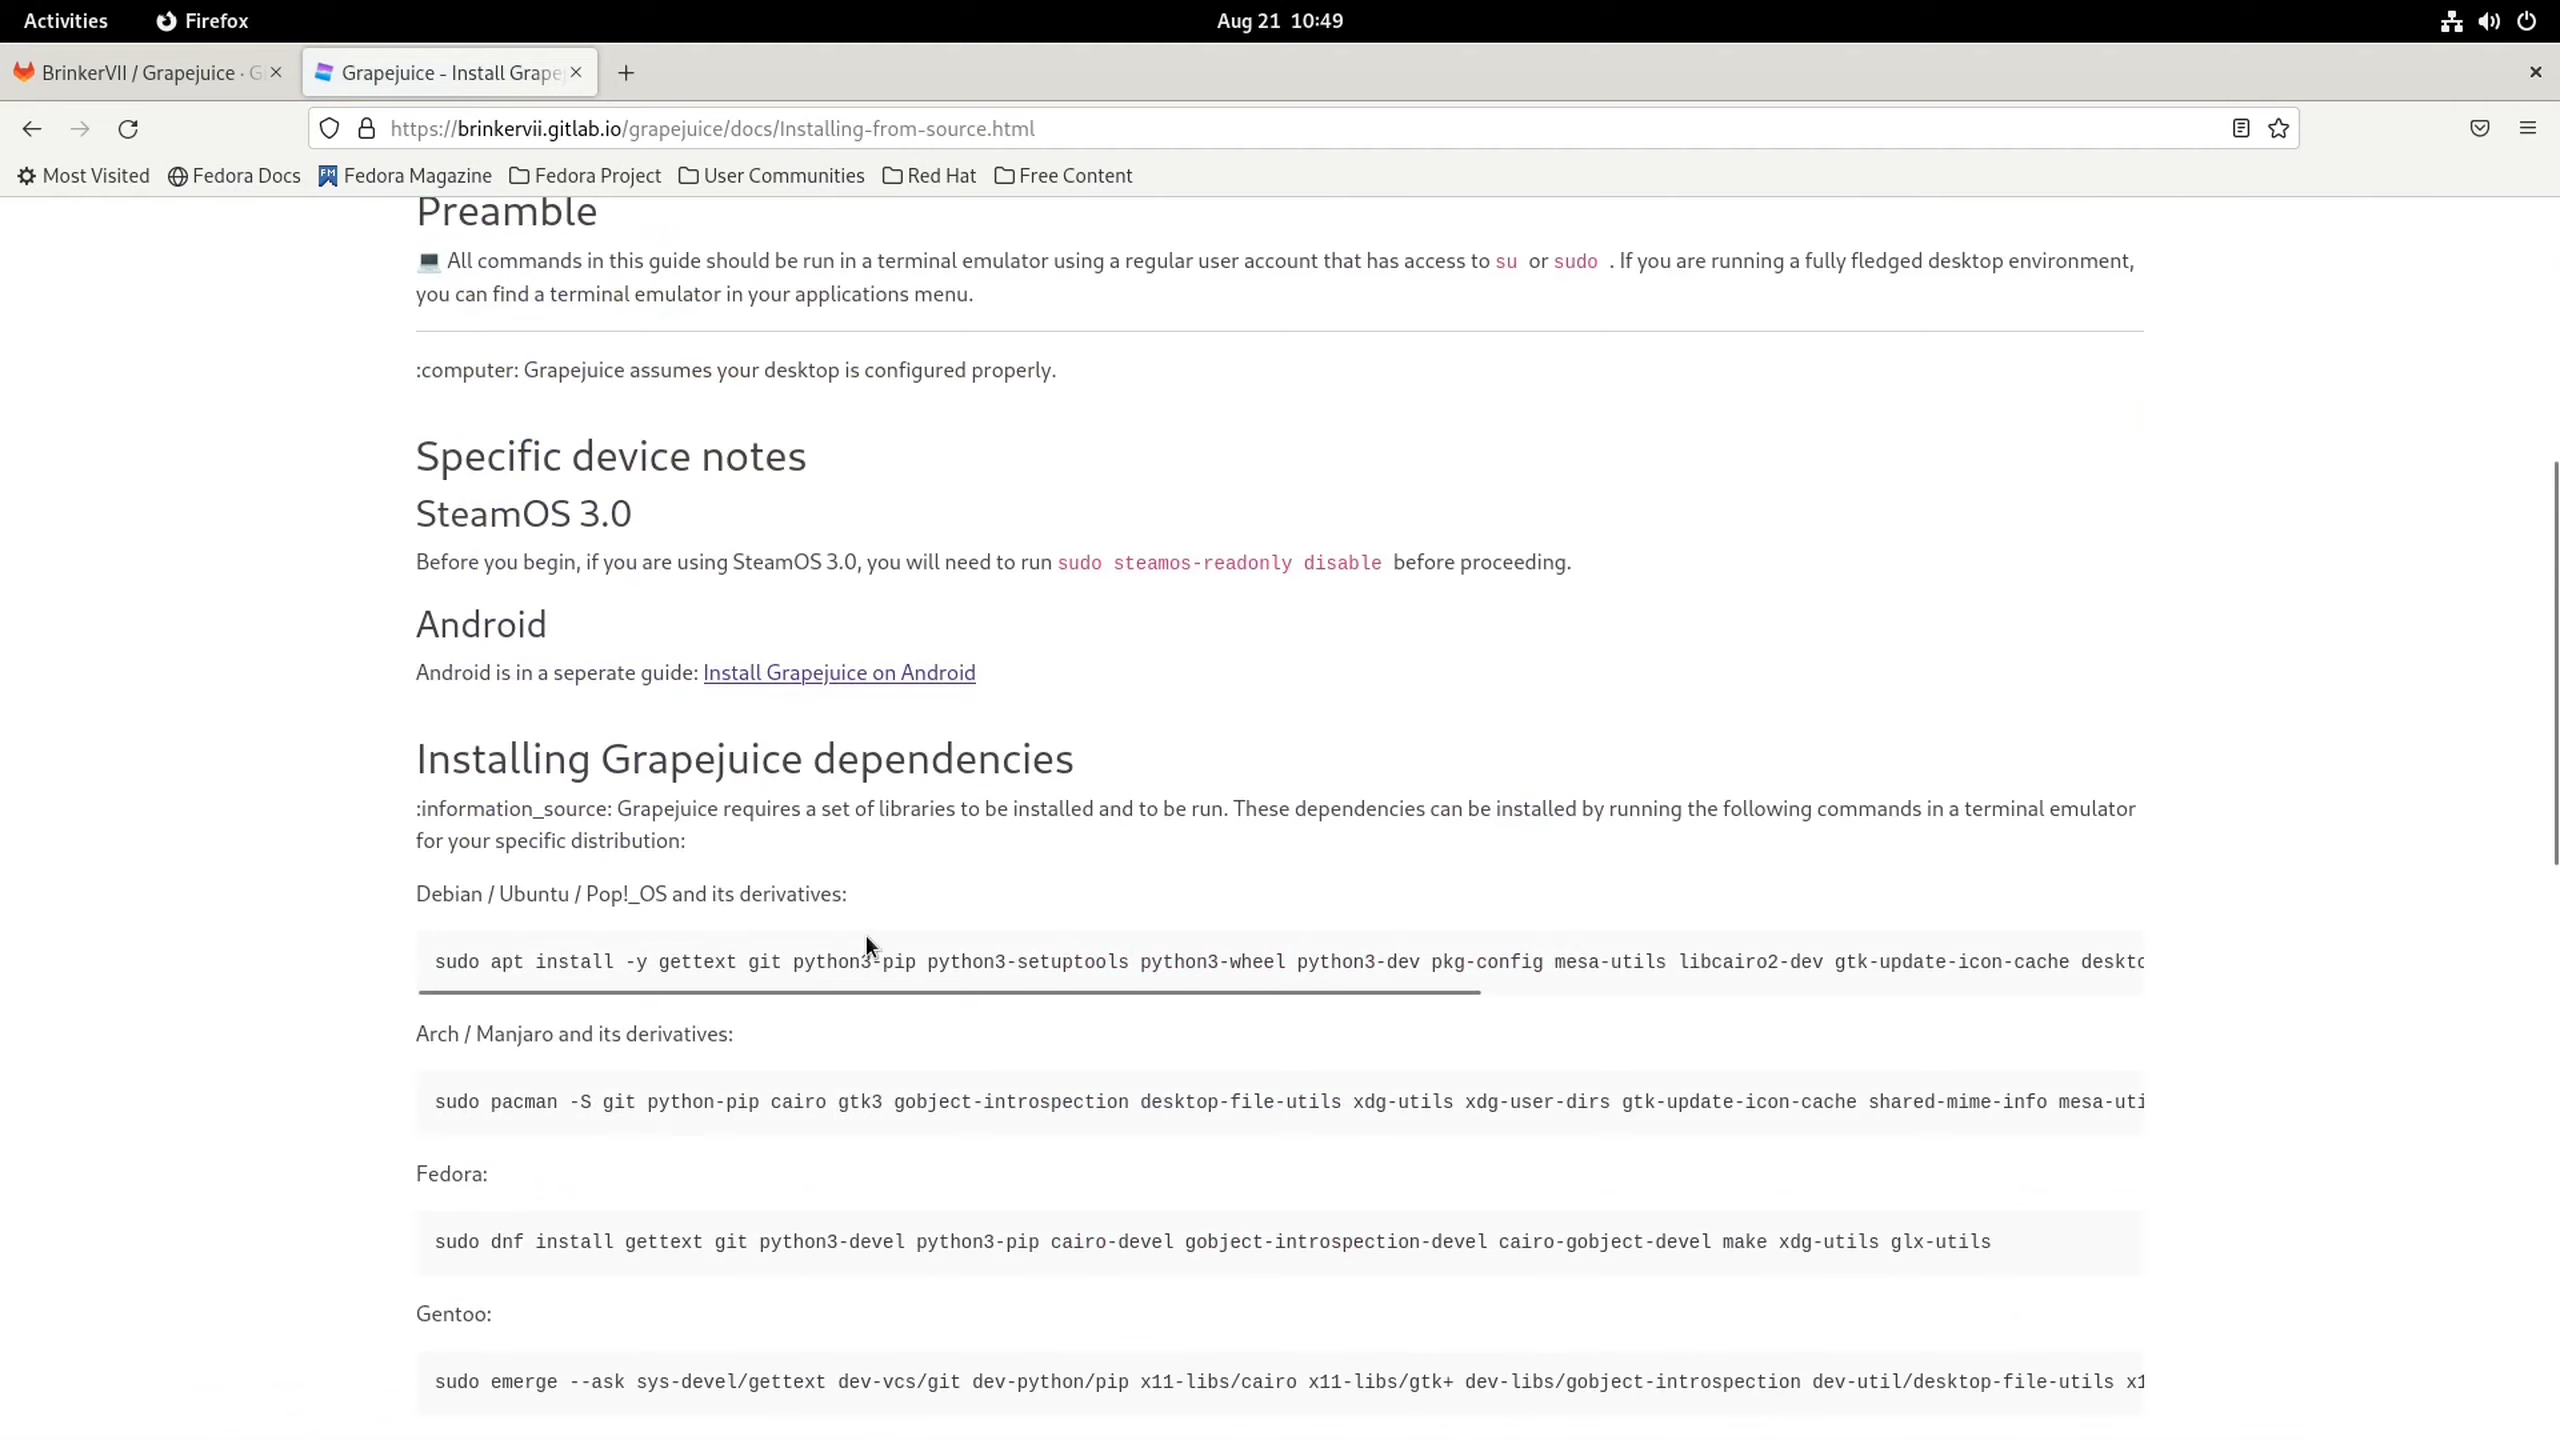 Activities
Firefox
Aug 21 10:49
BrinkerVII / Grapejuice · G
Grapejuice - Install Grape
https://brinkervii.gitlab.io/grapejuice/docs/Installing-from-source.html
Most Visited
Fedora Docs
Fedora Magazine
Fedora Project
User Communities
Red Hat
Free Content
Preamble
💻 All commands in this guide should be run in a terminal emulator using a regular user account that has access to su or sudo . If you are running a fully fledged desktop environment,
you can find a terminal emulator in your applications menu.
:computer: Grapejuice assumes your desktop is configured properly.
Specific device notes
SteamOS 3.0
Before you begin, if you are using SteamOS 3.0, you will need to run sudo steamos-readonly disable before proceeding.
Android
Android is in a seperate guide: Install Grapejuice on Android
Installing Grapejuice dependencies
:information_source: Grapejuice requires a set of libraries to be installed and to be run. These dependencies can be installed by running the following commands in a terminal emulator
for your specific distribution:
Debian / Ubuntu / Pop!_OS and its derivatives:
sudo apt install -y gettext git python3-pip python3-setuptools python3-wheel python3-dev pkg-config mesa-utils libcairo2-dev gtk-update-icon-cache deskto
Arch / Manjaro and its derivatives:
sudo pacman -S git python-pip cairo gtk3 gobject-introspection desktop-file-utils xdg-utils xdg-user-dirs gtk-update-icon-cache shared-mime-info mesa-uti
Fedora:
sudo dnf install gettext git python3-devel python3-pip cairo-devel gobject-introspection-devel cairo-gobject-devel make xdg-utils glx-utils
Gentoo:
sudo emerge --ask sys-devel/gettext dev-vcs/git dev-python/pip x11-libs/cairo x11-libs/gtk+ dev-libs/gobject-introspection dev-util/desktop-file-utils x1